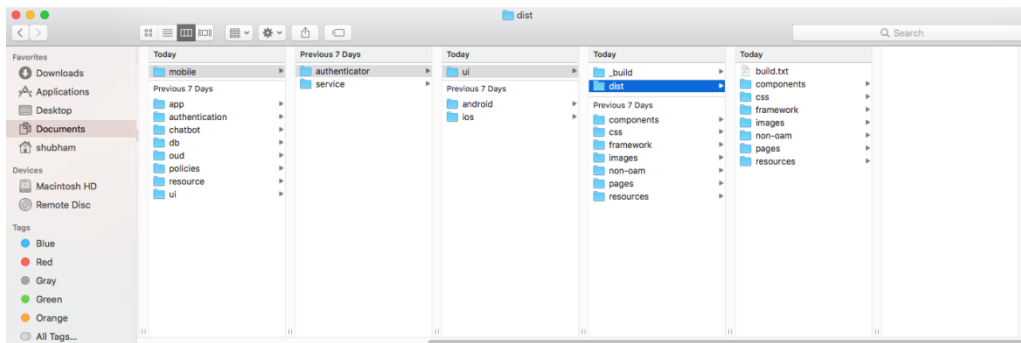 dist
Search
Favorites
Downloads
Applications
Desktop
Documents
shubham
Devices
Macintosh HD
Remote Disc
Tags
Blue
Red
Gray
Green
Orange
All Tags...
Today
mobile
Previous 7 Days
app
authentication
chatbot
db
oud
policies
resource
ui
Previous 7 Days
authenticator
service
Today
ui
Previous 7 Days
android
ios
Today
_build
dist
Previous 7 Days
components
css
framework
images
non-oam
pages
resources
Today
build.txt
components
css
framework
images
non-oam
pages
resources